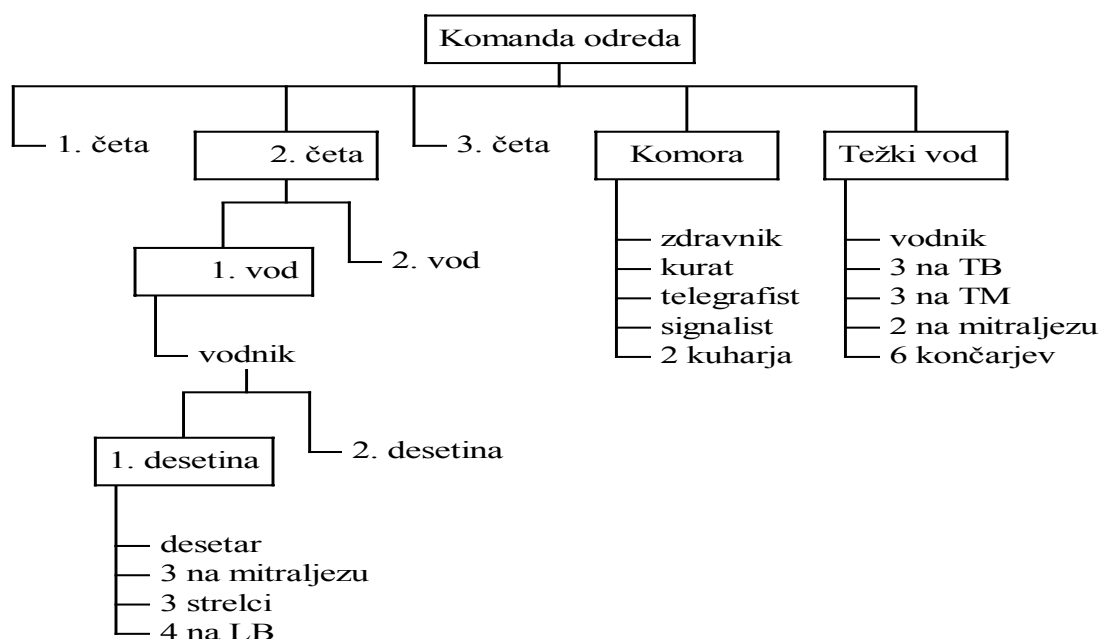 Komanda odreda
1. četa
2. četa
3. četa
Komora
Težki vod
zdravnik
kurat
telegrafist
signalist
2 kuharja
vodnik
3 na TB
3 na TM
2 na mitraljezu
6 končarjev
1. vod
2. vod
vodnik
1. desetina
2. desetina
desetar
3 na mitraljezu
3 strelci
4 na LB